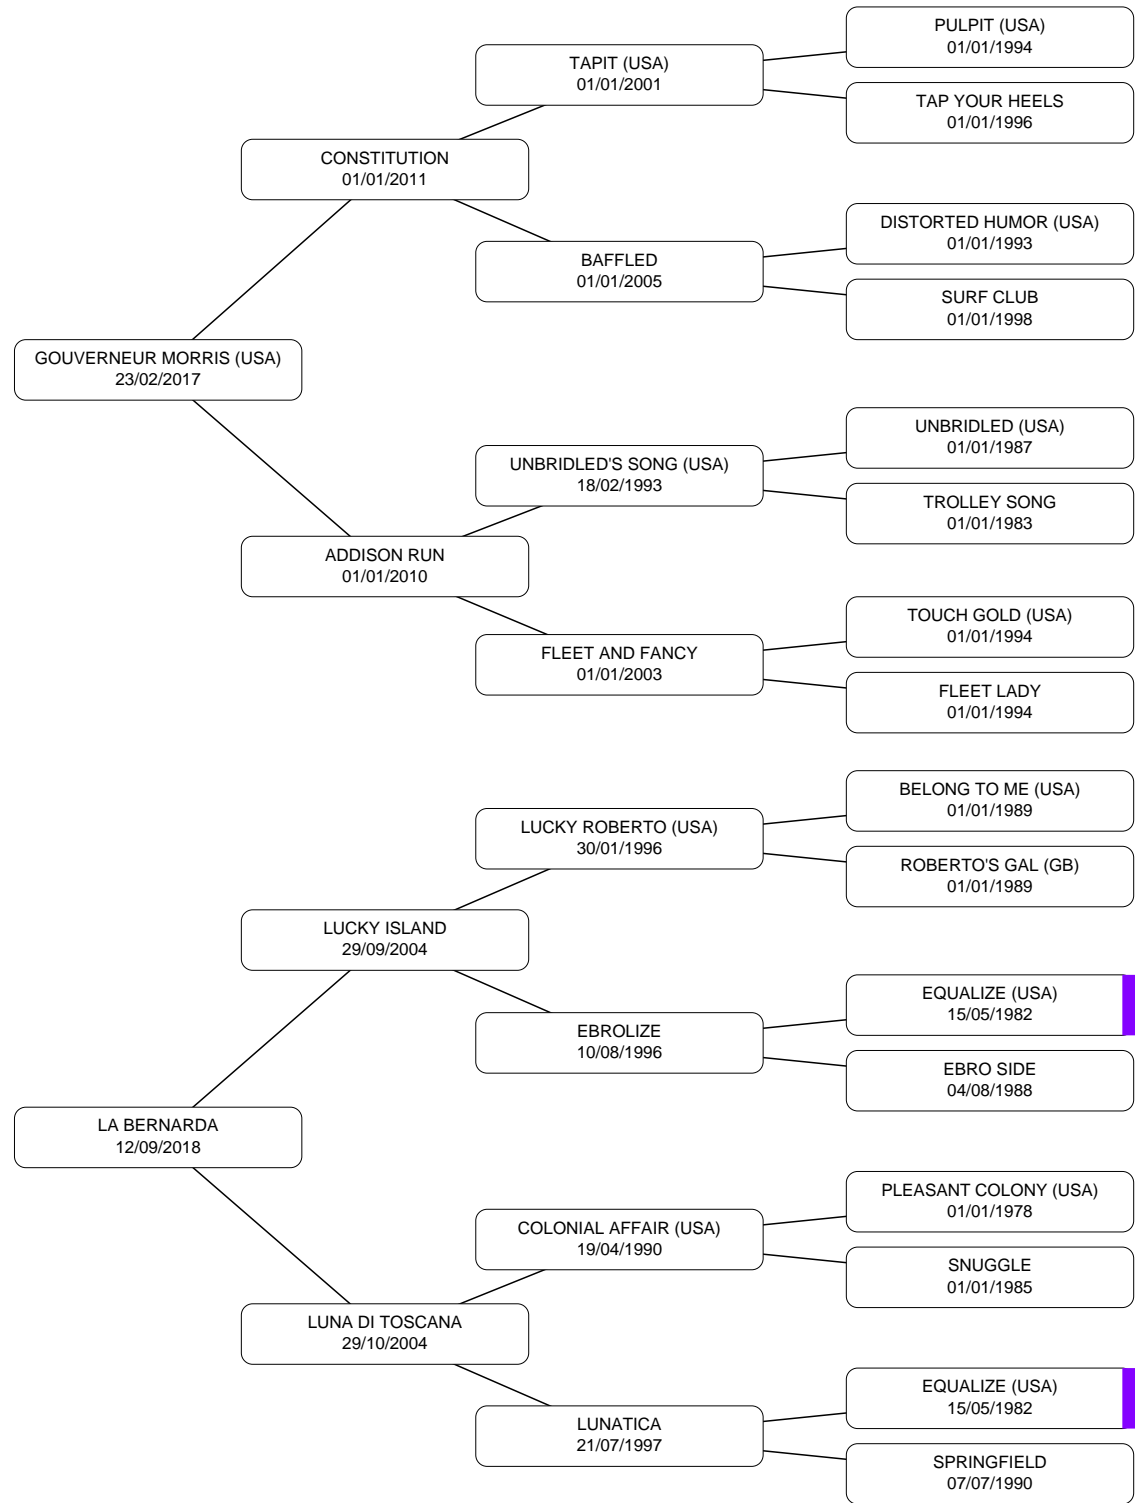 PULPIT (USA)
01/01/1994
TAPIT (USA)
01/01/2001
TAP YOUR HEELS
01/01/1996
CONSTITUTION
01/01/2011
DISTORTED HUMOR (USA)
01/01/1993
BAFFLED
01/01/2005
SURF CLUB
01/01/1998
GOUVERNEUR MORRIS (USA)
23/02/2017
UNBRIDLED (USA)
01/01/1987
UNBRIDLED'S SONG (USA)
18/02/1993
TROLLEY SONG
01/01/1983
ADDISON RUN
01/01/2010
TOUCH GOLD (USA)
01/01/1994
FLEET AND FANCY
01/01/2003
FLEET LADY
01/01/1994
BELONG TO ME (USA)
01/01/1989
LUCKY ROBERTO (USA)
30/01/1996
ROBERTO'S GAL (GB)
01/01/1989
LUCKY ISLAND
29/09/2004
EQUALIZE (USA)
15/05/1982
EBROLIZE
10/08/1996
EBRO SIDE
04/08/1988
LA BERNARDA
12/09/2018
PLEASANT COLONY (USA)
01/01/1978
COLONIAL AFFAIR (USA)
19/04/1990
SNUGGLE
01/01/1985
LUNA DI TOSCANA
29/10/2004
EQUALIZE (USA)
15/05/1982
LUNATICA
21/07/1997
SPRINGFIELD
07/07/1990